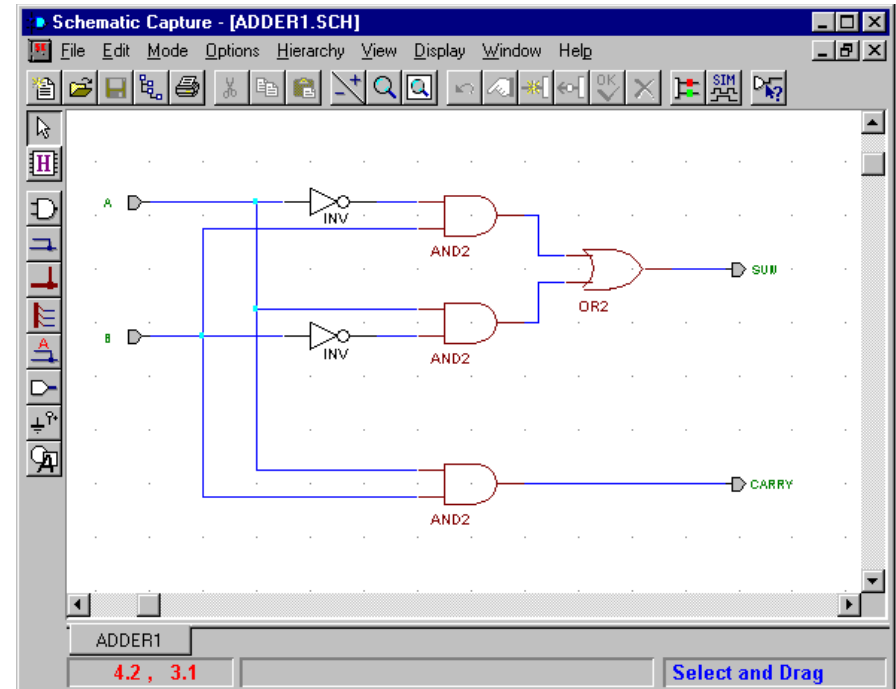 Schematic Capture - [ADDER1.SCH]
File Edit Mode Options Hierarchy View Display Window Help
OK SIM
H
A
A
A INV
AND2
SUM
OR2
B INV
AND2
CARRY
AND2
ADDER1
4.2 , 3.1 Select and Drag